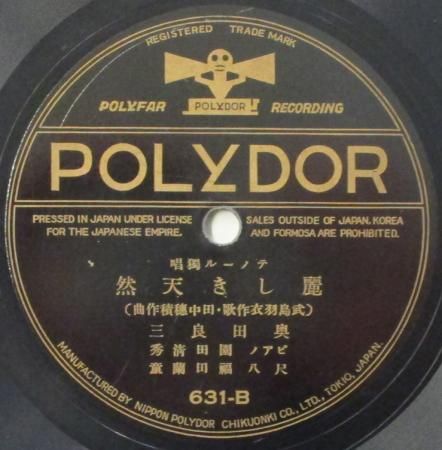 REGISTERED TRADE MARK
POLYFAR POLYDOR RECORDING
POLYDOR
PRESSED IN JAPAN UNDER LICENSE
FOR THE JAPANESE EMPIRE.
SALES OUTSIDE OF JAPAN, KOREA
AND FORMOSA ARE PROHIBITED.
唱獨ルーノテ
然天きし麗
(曲作積穂中田・歌作衣羽島武)
三良田奥
秀淸田園 ノアピ
童蘭田福 八尺
631-B
MANUFACTURED BY NIPPON POLYDOR CHIKUONKI CO., LTD., TOKIO, JAPAN.